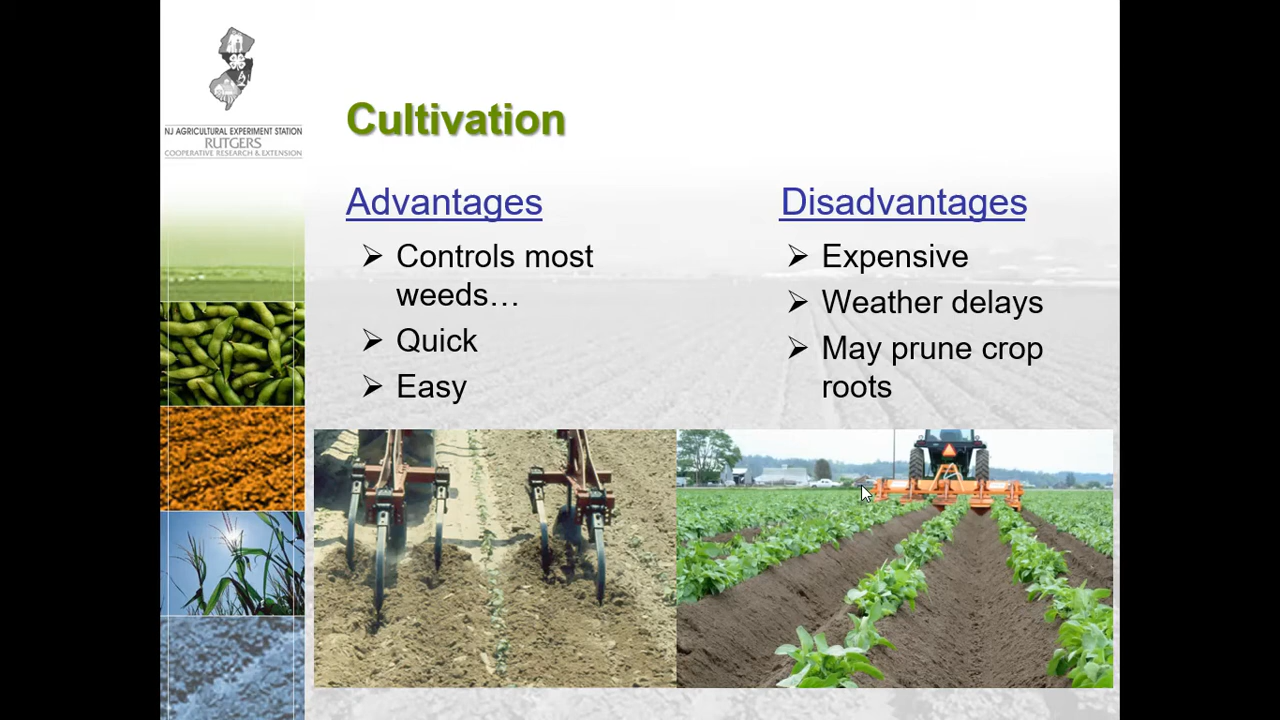 NJ AGRICULTURAL EXPERIMENT STATION
RUTGERS
COOPERATIVE RESEARCH & EXTENSION
Cultivation
Advantages
Controls most
weeds…
Quick
Easy
Disadvantages
Expensive
Weather delays
May prune crop
roots